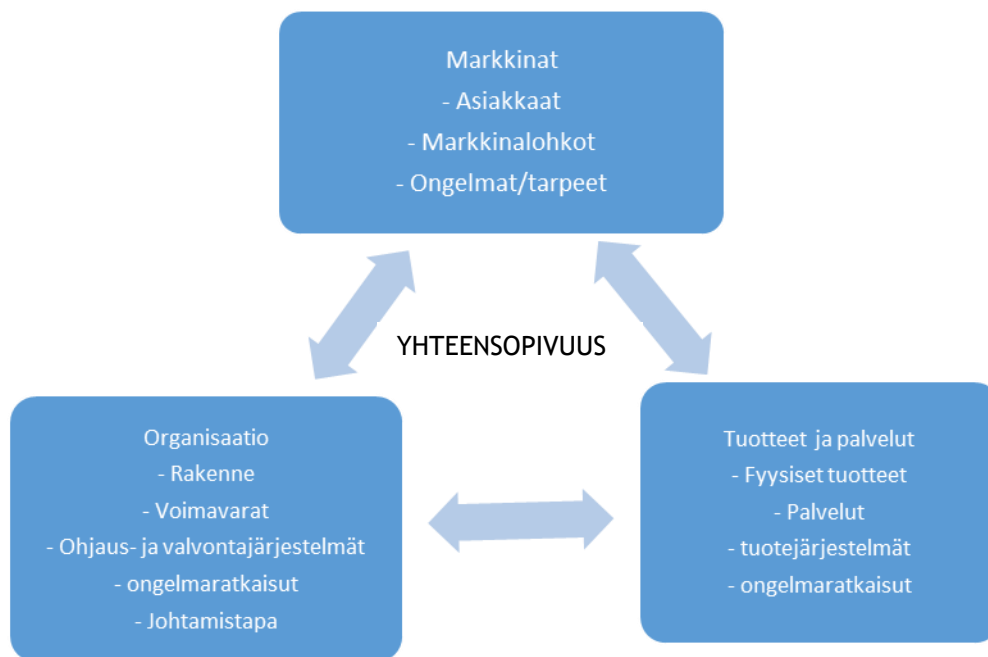 Markkinat
- Asiakkaat
- Markkinalohkot
- Ongelmat/tarpeet
YHTEENSOPIVUUS
Organisaatio
- Rakenne
- Voimavarat
- Ohjaus- ja valvontajärjestelmät
- ongelmaratkaisut
- Johtamistapa
Tuotteet ja palvelut
- Fyysiset tuotteet
- Palvelut
- tuotejärjestelmät
- ongelmaratkaisut